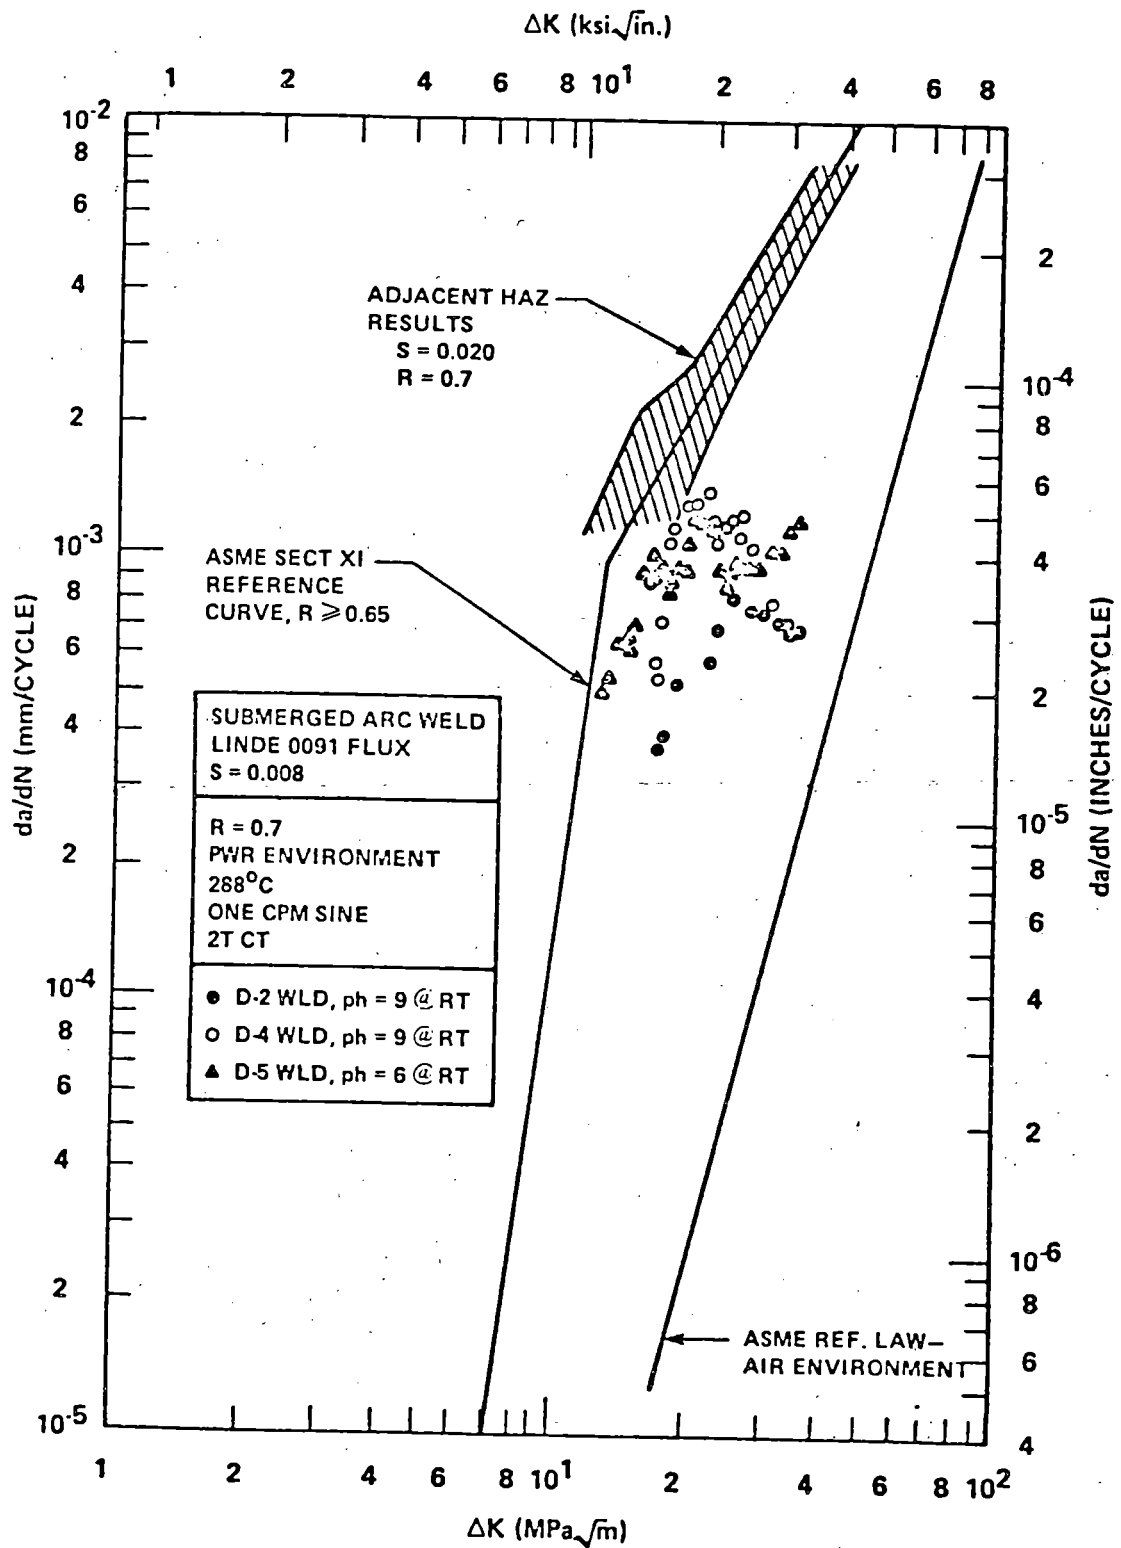 ΔK (ksi√in.)
1 2 4 6 8 10¹ 2 4 6 8
10⁻²
8
6
4
2
10⁻³
8
6
4
2
10⁻⁴
8
6
4
2
10⁻⁵
da/dN (mm/CYCLE)
ADJACENT HAZ
RESULTS
S = 0.020
R = 0.7
ASME SECT XI
REFERENCE
CURVE, R ⩾ 0.65
SUBMERGED ARC WELD
LINDE 0091 FLUX
S = 0.008
R = 0.7
PWR ENVIRONMENT
288°C
ONE CPM SINE
2T CT
D-2 WLD, ph = 9 @ RT
D-4 WLD, ph = 9 @ RT
D-5 WLD, ph = 6 @ RT
ASME REF. LAW–
AIR ENVIRONMENT
2
10⁻⁴
8
6
4
2
10⁻⁵
8
6
4
2
10⁻⁶
8
6
4
da/dN (INCHES/CYCLE)
1 2 4 6 8 10¹ 2 4 6 8 10²
ΔK (MPa√m)